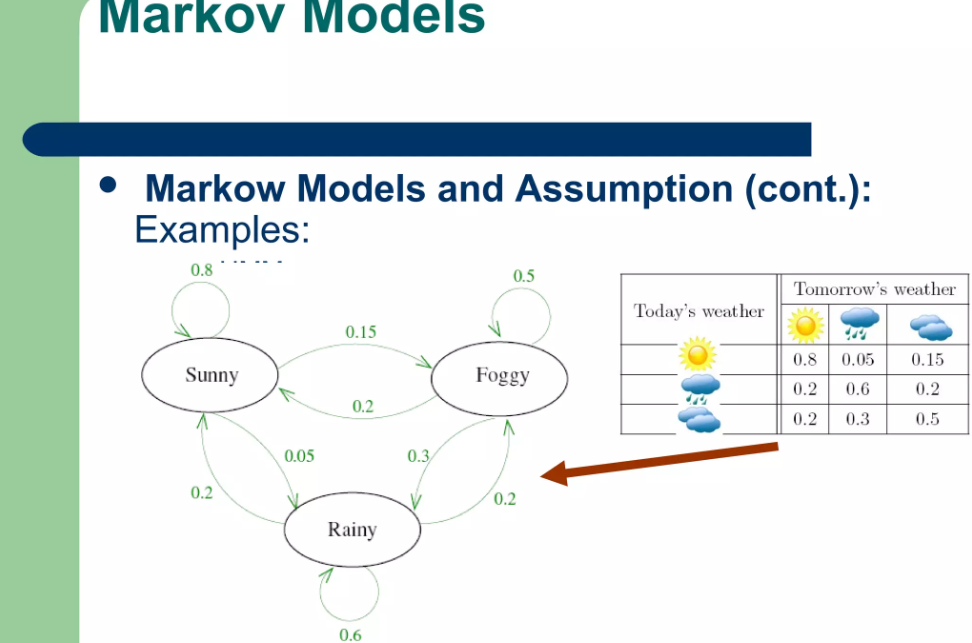 Markov Models
Markow Models and Assumption (cont.):
Examples:
0.8
0.5
Tomorrow's weather
Today's weather
0.15
Sunny
Foggy
0.8 0.05 0.15
0.2 0.6 0.2
0.2 0.3 0.5
0.2
0.05
0.3
0.2
0.2
Rainy
0.6